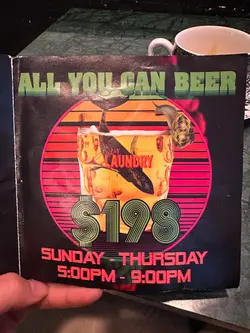 ALL YOU CAN BEER
LAUNDRY
$198
SUNDAY - THURSDAY
5:00PM - 9:00PM